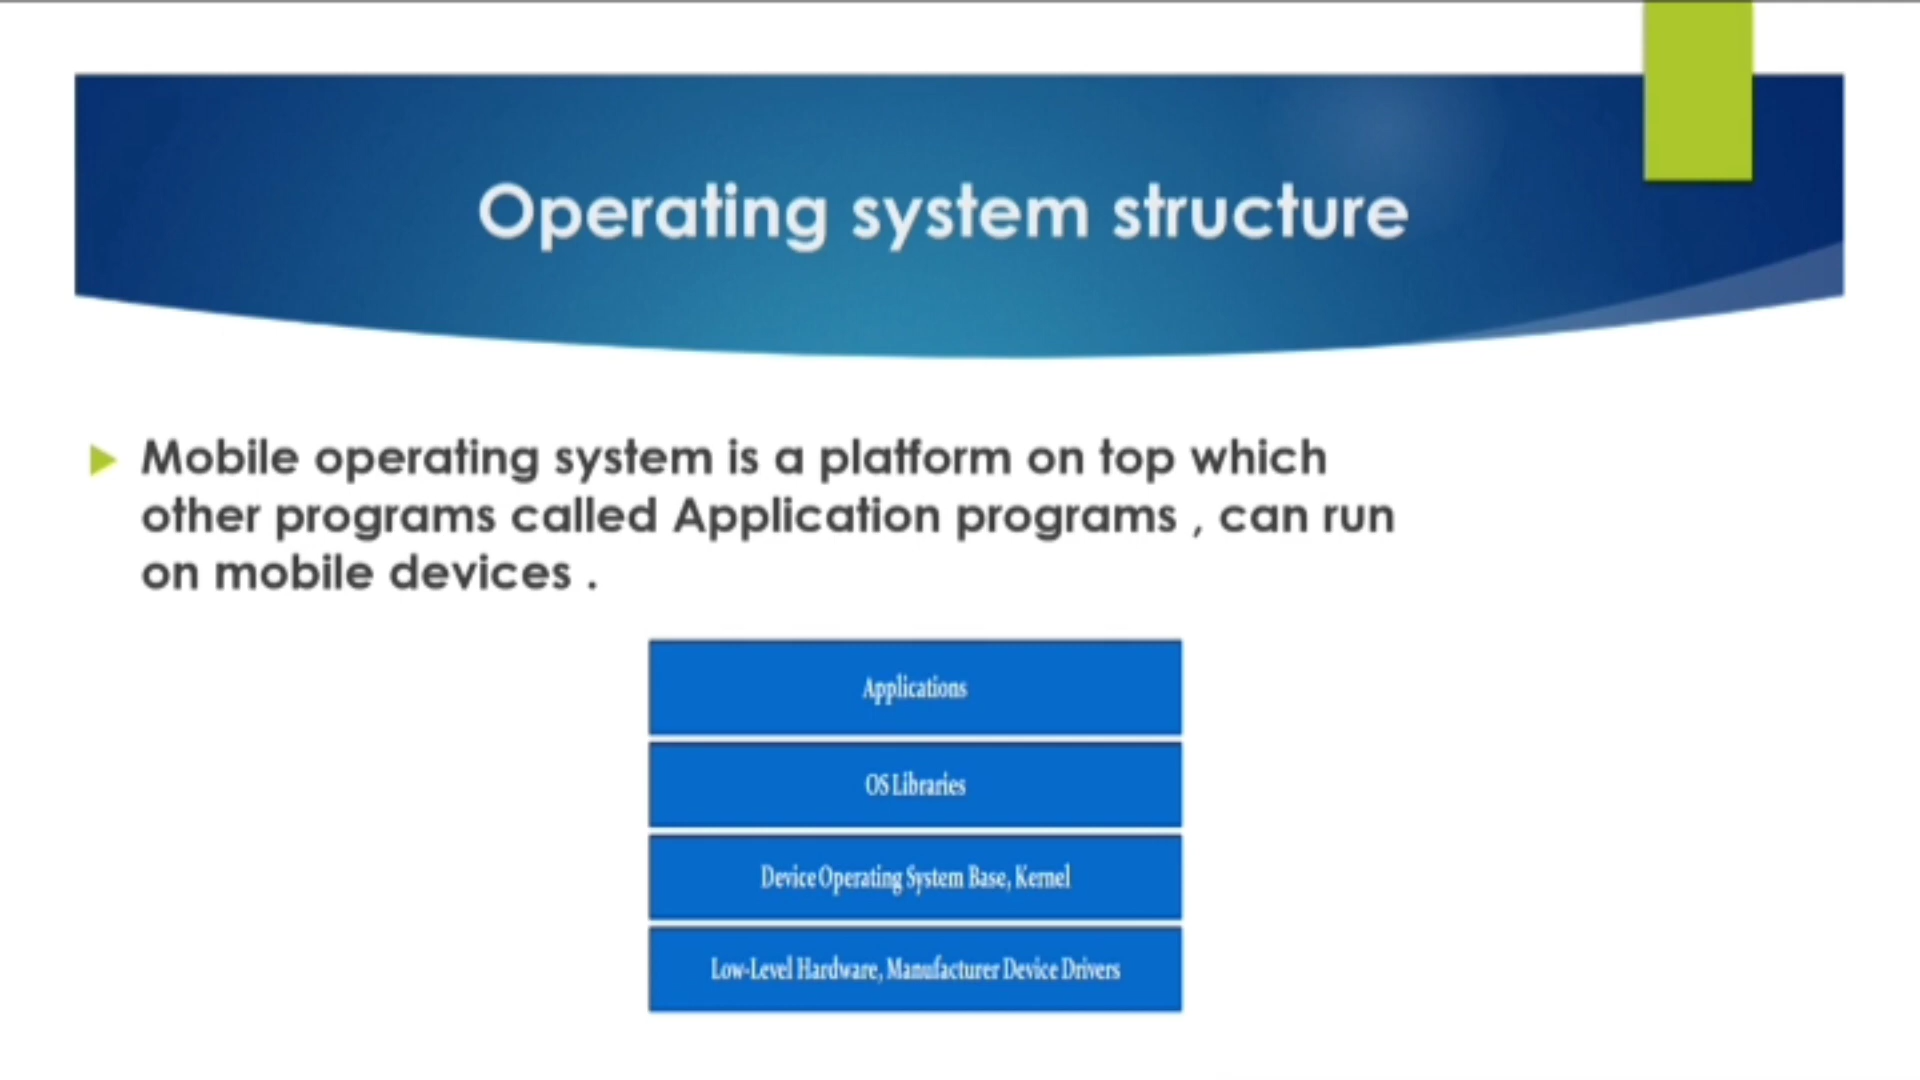 Operating system structure
Mobile operating system is a platform on top which
other programs called Application programs , can run
on mobile devices .
Applications
OS Libraries
Device Operating System Base, Kernel
Low-Level Hardware, Manufacturer Device Drivers